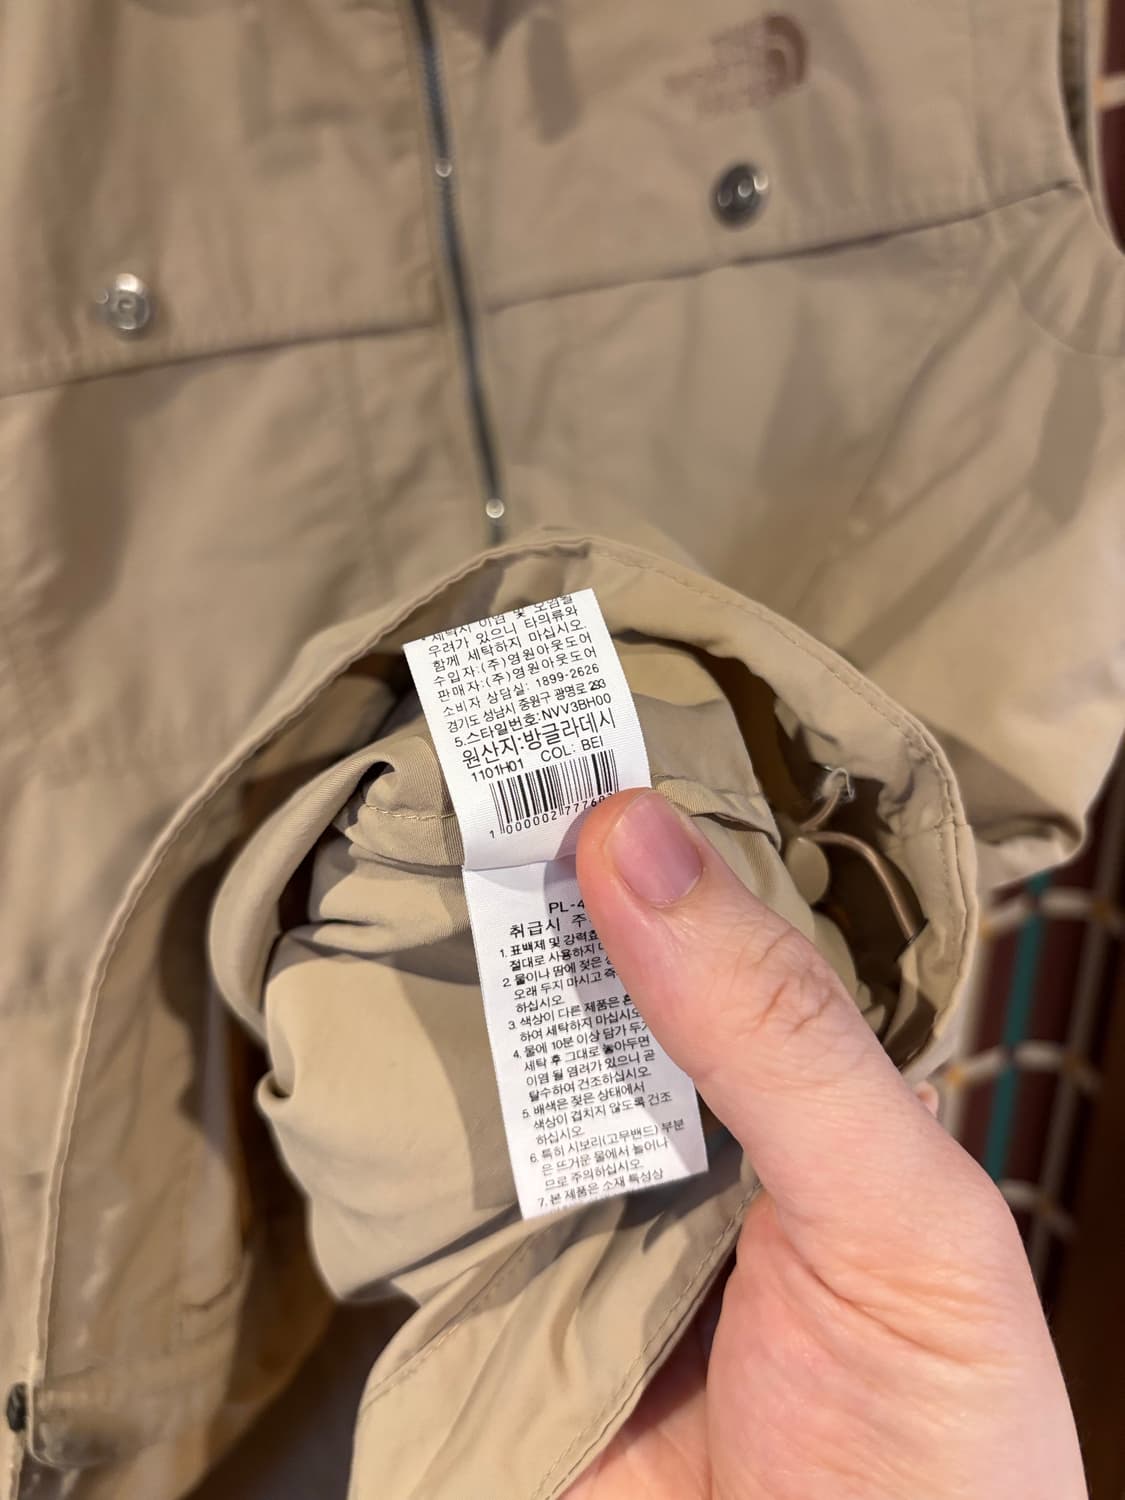 THE
NORTH
FACE
세탁시 이염 및 오염될
우려가 있으니 타의류와
함께 세탁하지 마십시오.
수입자:(주)영원아웃도어
판매자:(주)영원아웃도어
소비자 상담실: 1899-2626
경기도 성남시 중원구 광명로 293
5.스타일번호:NVV3BH00
원산지:방글라데시
1101H01 COL: BEI
1 000002 77760
PL-4
취급시 주
1. 표백제 및 강력효
절대로 사용하지
2. 물이나 땀에 젖은
오래 두지 마시고 즉
하십시오
3. 색상이 다른 제품은 혼
하여 세탁하지 마십시오
4. 물에 10분 이상 담가 두거
세탁 후 그대로 놓아두면
이염 될 염려가 있으니 곧
탈수하여 건조하십시오
5. 배색은 젖은 상태에서
색상이 겹치지 않도록 건조
하십시오
6. 특히 시보리(고무밴드) 부분
은 뜨거운 물에서 늘어나
므로 주의하십시오
7. 본 제품은 소재 특성상